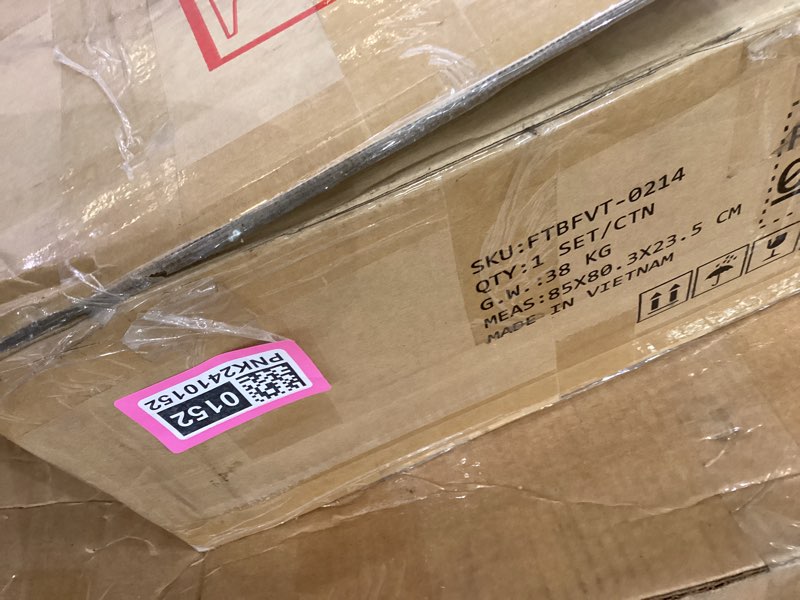 SKU:FTBFVT-0214
QTY:1 SET/CTN
G.W.:38 KG
MEAS:85X80.3X23.5 CM
MADE IN VIETNAM
PNK2410152
0152